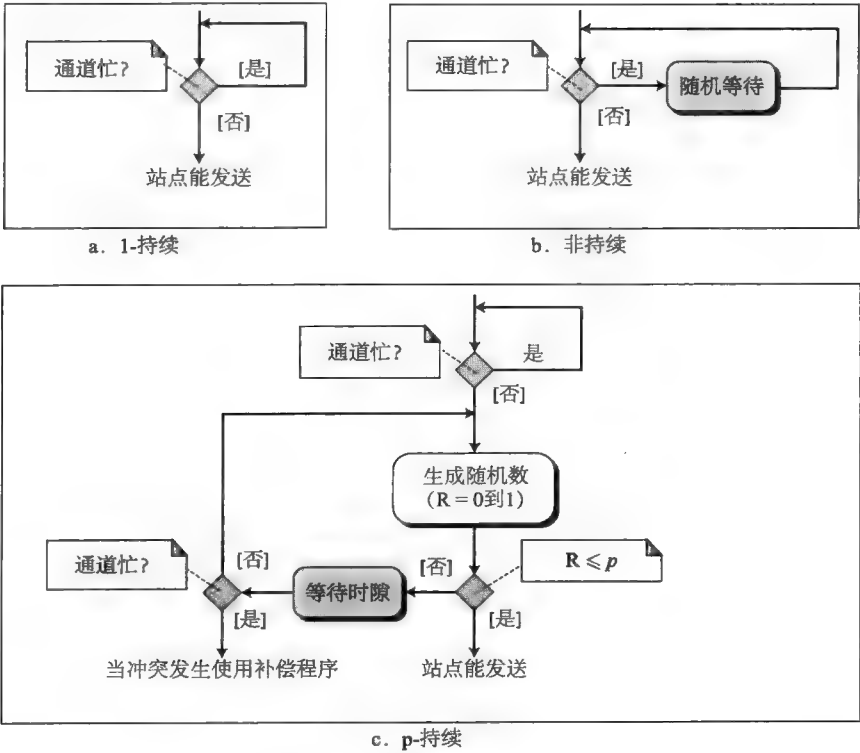 通道忙?
[是]
[否]
站点能发送
a. 1-持续
通道忙?
[是]
随机等待
[否]
站点能发送
b. 非持续
通道忙?
是
[否]
生成随机数
(R = 0到1)
通道忙?
[否]
等待时隙
[否]
R ⩽ p
[是]
[是]
当冲突发生使用补偿程序
站点能发送
c. p-持续